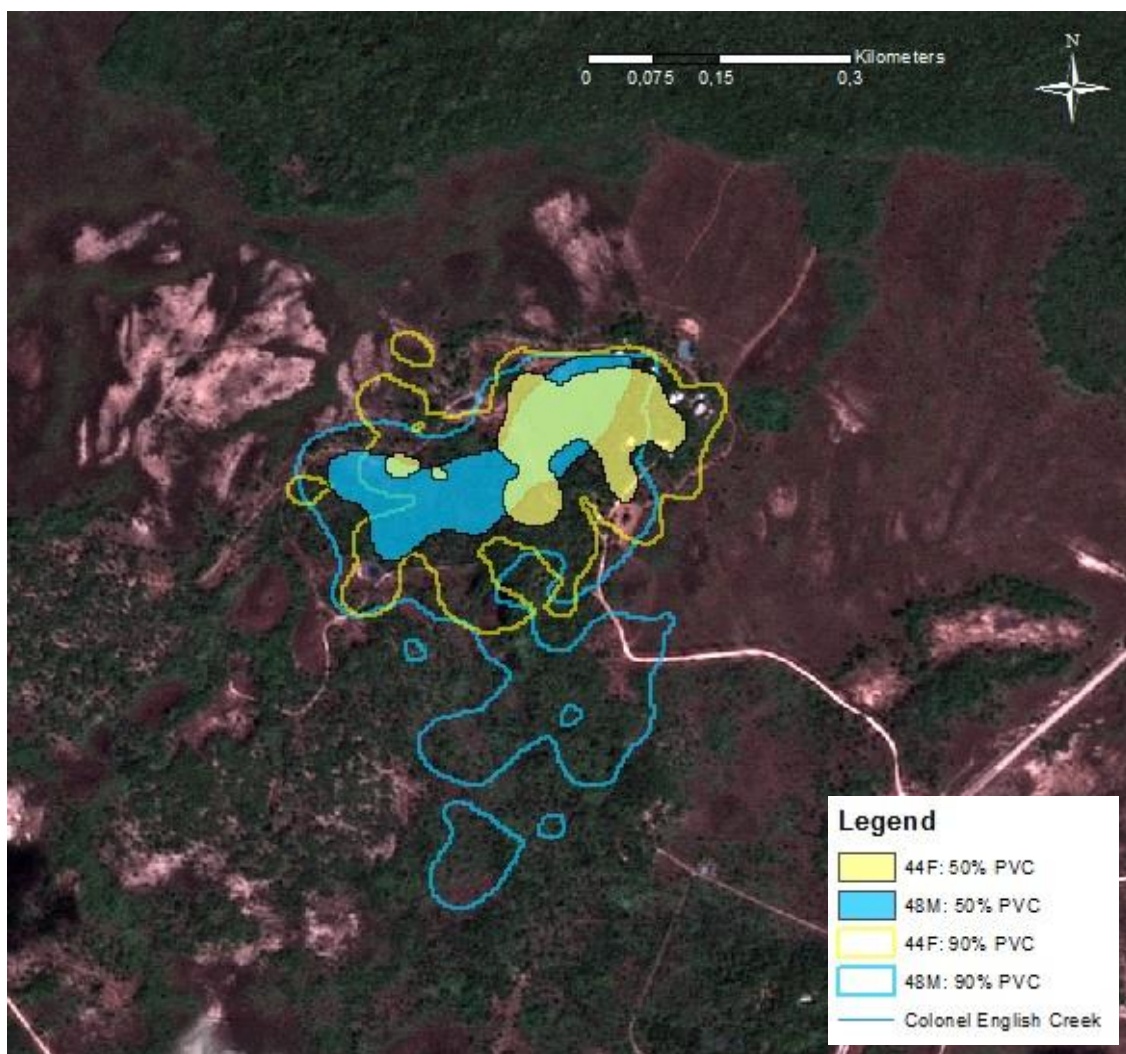 Kilometers
0 0,075 0,15 0,3
N
Legend
44F: 50% PVC
48M: 50% PVC
44F: 90% PVC
48M: 90% PVC
Colonel English Creek